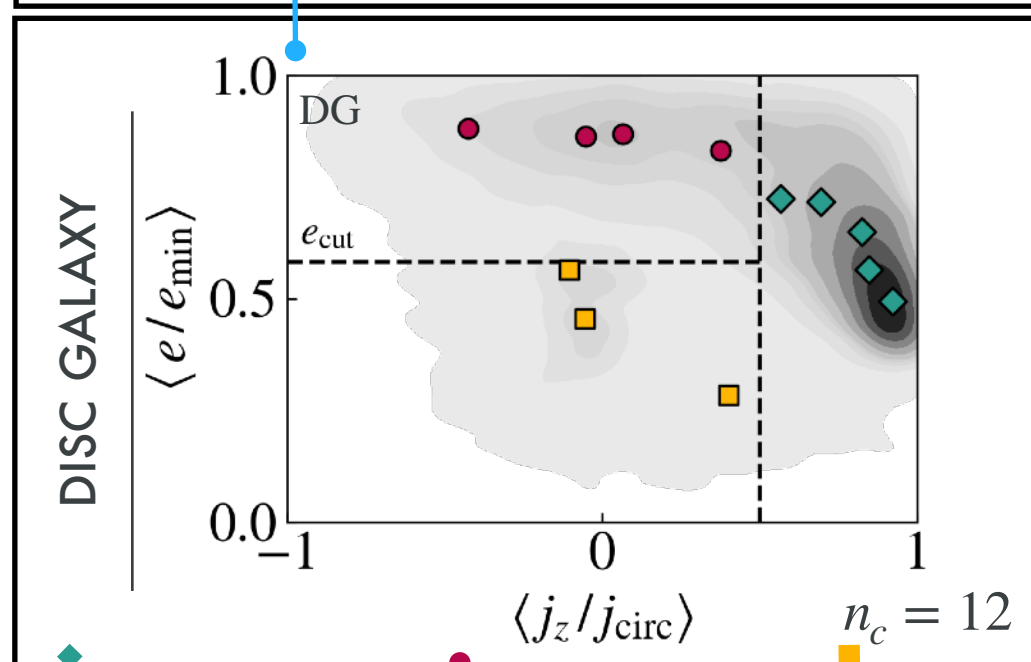 DISC GALAXY
⟨e/e_min⟩
1.0
0.5
0.0
DG
e_cut
−1 0 1
⟨j_z/j_circ⟩
n_c = 12